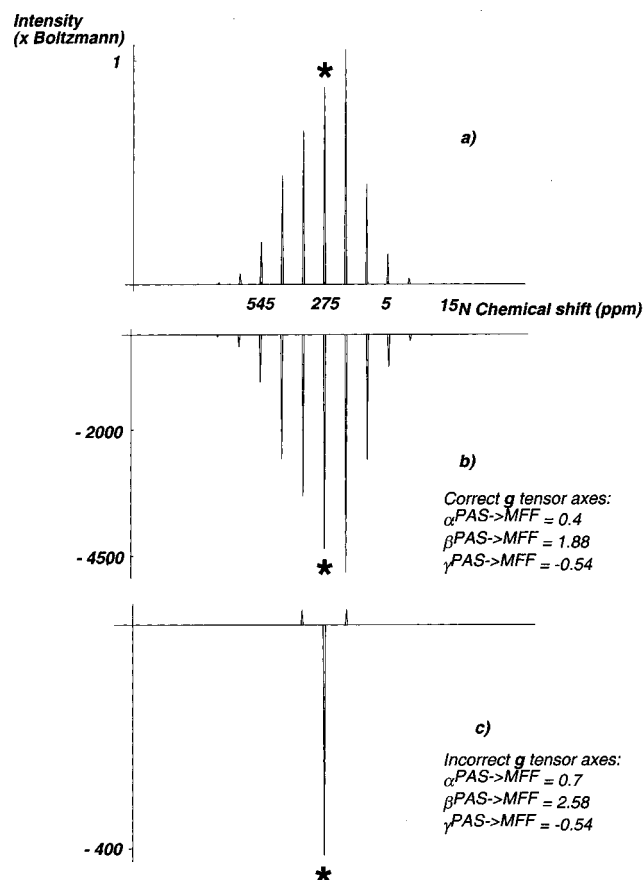 Intensity
(x Boltzmann)
1
*
a)
545 275 5 15N Chemical shift (ppm)
- 2000
b)
Correct g tensor axes:
αPAS->MFF = 0.4
βPAS->MFF = 1.88
γPAS->MFF = -0.54
- 4500
*
c)
Incorrect g tensor axes:
αPAS->MFF = 0.7
βPAS->MFF = 2.58
γPAS->MFF = -0.54
- 400
*